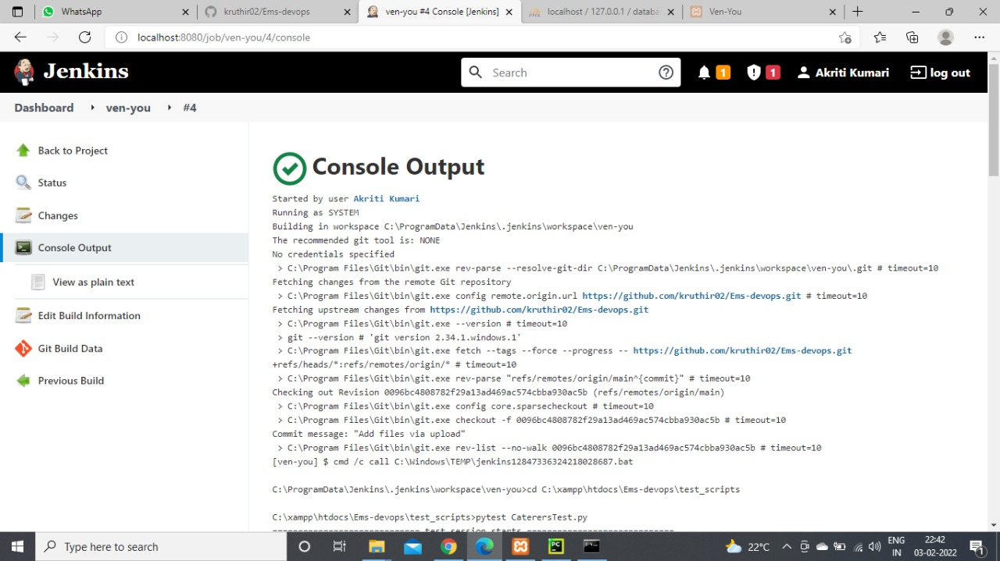 WhatsApp
kruthir02/Ems-devops
ven-you #4 Console [Jenkins]
localhost / 127.0.0.1 / databa
Ven-You
localhost:8080/job/ven-you/4/console
Jenkins
Search
1
1
Akriti Kumari
log out
Dashboard
ven-you
#4
Back to Project
Status
Changes
Console Output
View as plain text
Edit Build Information
Git Build Data
Previous Build
Console Output
Started by user Akriti Kumari
Running as SYSTEM
Building in workspace C:\ProgramData\Jenkins\.jenkins\workspace\ven-you
The recommended git tool is: NONE
No credentials specified
> C:\Program Files\Git\bin\git.exe rev-parse --resolve-git-dir C:\ProgramData\Jenkins\.jenkins\workspace\ven-you\.git # timeout=10
Fetching changes from the remote Git repository
> C:\Program Files\Git\bin\git.exe config remote.origin.url https://github.com/kruthir02/Ems-devops.git # timeout=10
Fetching upstream changes from https://github.com/kruthir02/Ems-devops.git
> C:\Program Files\Git\bin\git.exe --version # timeout=10
> git --version # 'git version 2.34.1.windows.1'
> C:\Program Files\Git\bin\git.exe fetch --tags --force --progress -- https://github.com/kruthir02/Ems-devops.git
+refs/heads/*:refs/remotes/origin/* # timeout=10
> C:\Program Files\Git\bin\git.exe rev-parse "refs/remotes/origin/main^{commit}" # timeout=10
Checking out Revision 0096bc4808782f29a13ad469ac574cbba930ac5b (refs/remotes/origin/main)
> C:\Program Files\Git\bin\git.exe config core.sparsecheckout # timeout=10
> C:\Program Files\Git\bin\git.exe checkout -f 0096bc4808782f29a13ad469ac574cbba930ac5b # timeout=10
Commit message: "Add files via upload"
> C:\Program Files\Git\bin\git.exe rev-list --no-walk 0096bc4808782f29a13ad469ac574cbba930ac5b # timeout=10
[ven-you] $ cmd /c call C:\Windows\TEMP\jenkins12847336324218028687.bat
C:\ProgramData\Jenkins\.jenkins\workspace\ven-you>cd C:\xampp\htdocs\Ems-devops\test_scripts
C:\xampp\htdocs\Ems-devops\test_scripts>pytest CaterersTest.py
============================= test session starts =============================
Type here to search
22°C
ENG
IN
22:42
03-02-2022
1